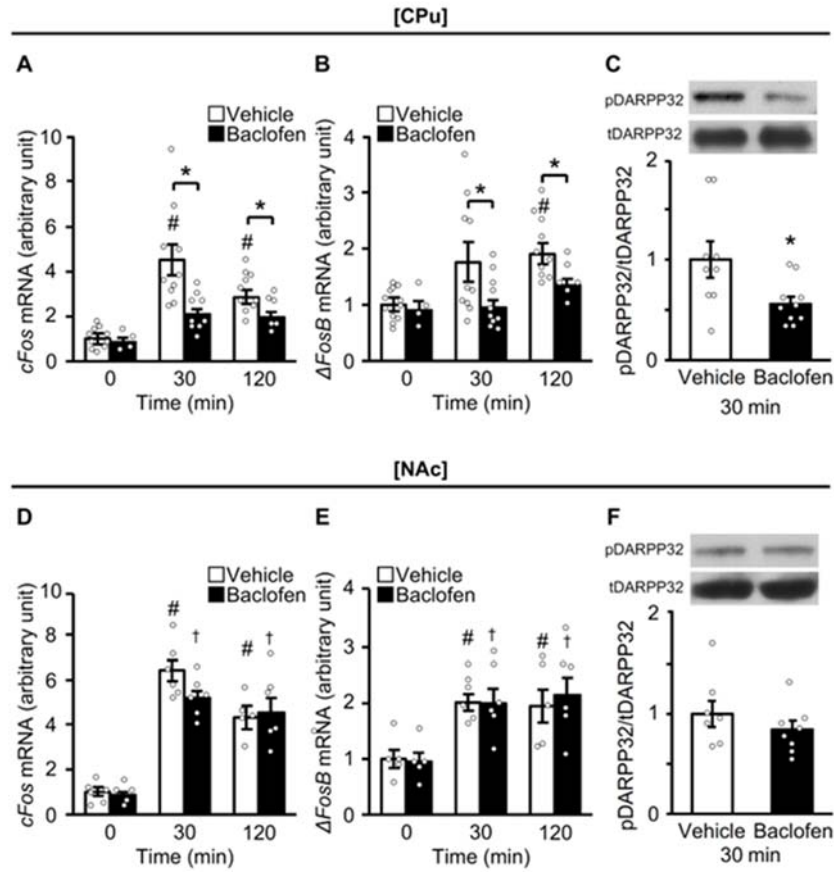 [CPu]
A
B
C
Vehicle
Baclofen
Vehicle
Baclofen
pDARPP32
tDARPP32
cFos mRNA (arbitrary unit)
10
8
6
4
2
0
#
*
#
*
0
30
120
Time (min)
ΔFosB mRNA (arbitrary unit)
4
3
2
1
0
*
#
*
0
30
120
Time (min)
pDARPP32/tDARPP32
2
1
0
*
Vehicle
Baclofen
30 min
[NAc]
D
E
F
Vehicle
Baclofen
Vehicle
Baclofen
pDARPP32
tDARPP32
cFos mRNA (arbitrary unit)
10
8
6
4
2
0
#
†
#
†
0
30
120
Time (min)
ΔFosB mRNA (arbitrary unit)
4
3
2
1
0
#
†
#
†
0
30
120
Time (min)
pDARPP32/tDARPP32
2
1
0
Vehicle
Baclofen
30 min